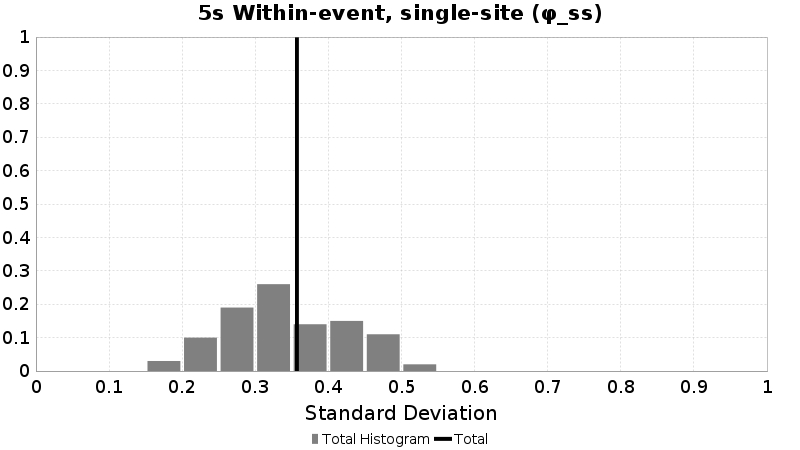 5s Within-event, single-site (φ_ss)
1
0.9
0.8
0.7
0.6
0.5
0.4
0.3
0.2
0.1
0
0 0.1 0.2 0.3 0.4 0.5 0.6 0.7 0.8 0.9 1
Standard Deviation
Total Histogram Total